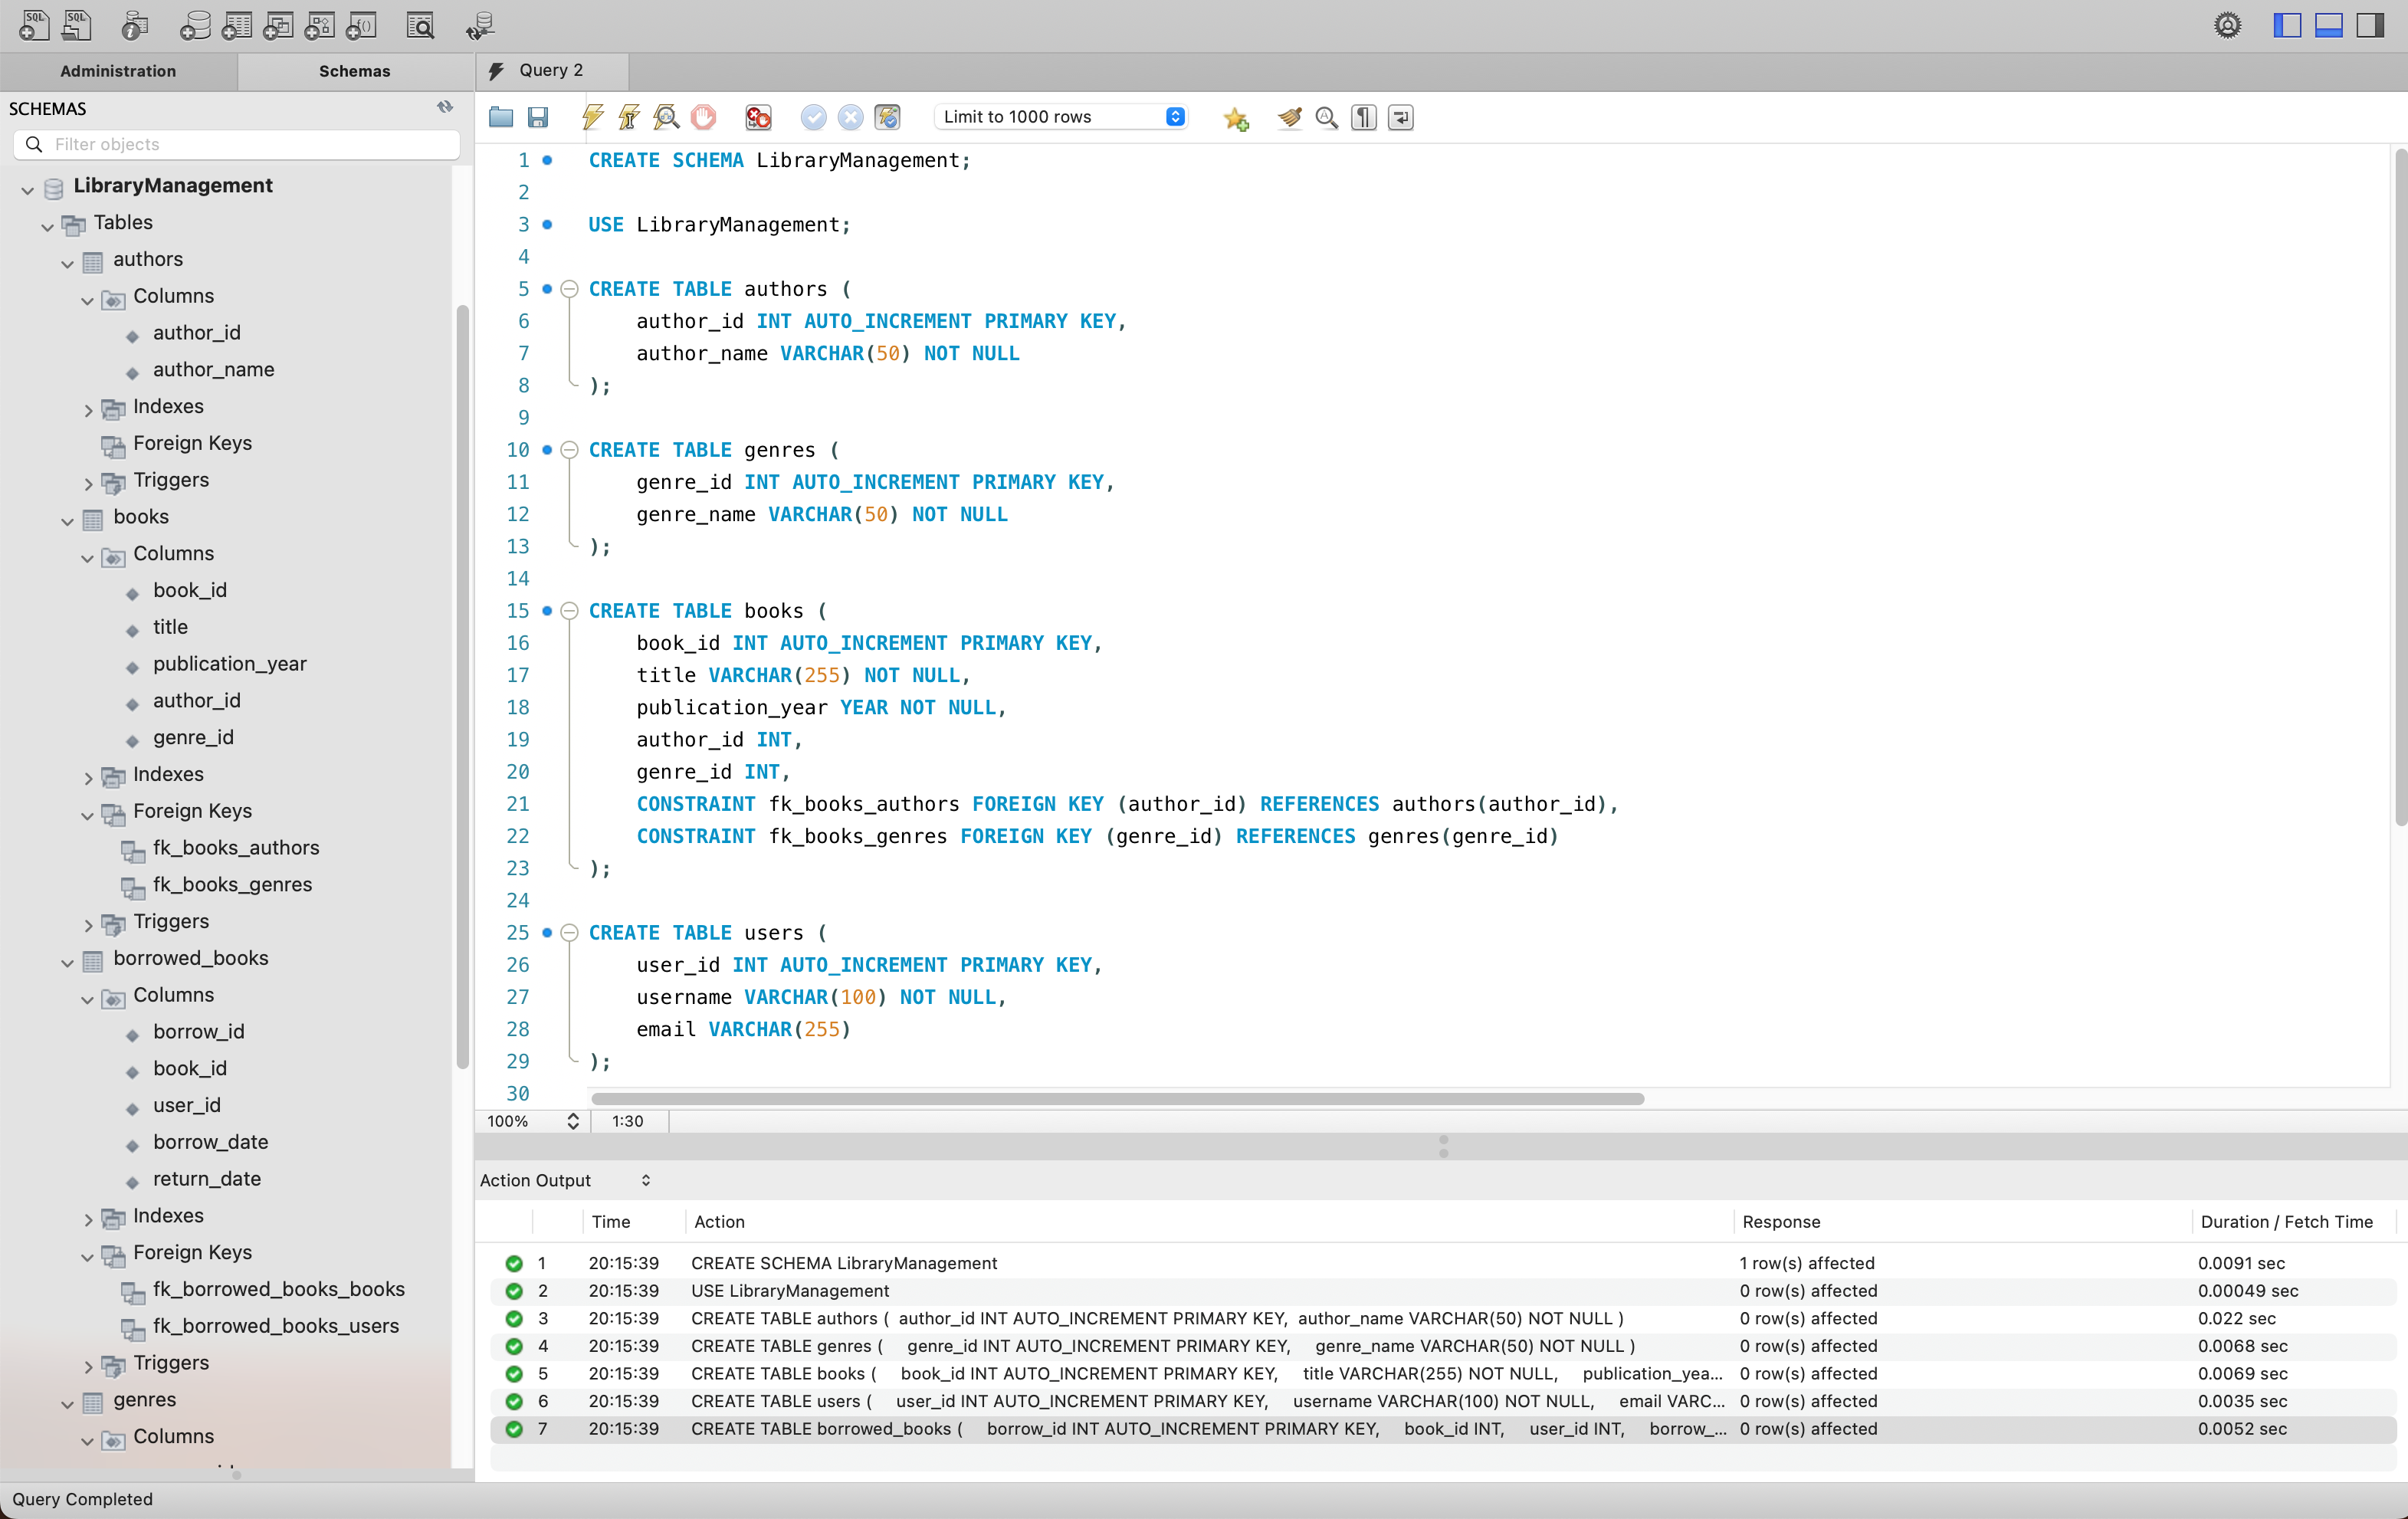 Administration
Schemas
Query 2
SCHEMAS
Filter objects
LibraryManagement
Tables
authors
Columns
author_id
author_name
Indexes
Foreign Keys
Triggers
books
Columns
book_id
title
publication_year
author_id
genre_id
Indexes
Foreign Keys
fk_books_authors
fk_books_genres
Triggers
borrowed_books
Columns
borrow_id
book_id
user_id
borrow_date
return_date
Indexes
Foreign Keys
fk_borrowed_books_books
fk_borrowed_books_users
Triggers
genres
Columns
Limit to 1000 rows
1 CREATE SCHEMA LibraryManagement;
2
3 USE LibraryManagement;
4
5 CREATE TABLE authors (
6 author_id INT AUTO_INCREMENT PRIMARY KEY,
7 author_name VARCHAR(50) NOT NULL
8 );
9
10 CREATE TABLE genres (
11 genre_id INT AUTO_INCREMENT PRIMARY KEY,
12 genre_name VARCHAR(50) NOT NULL
13 );
14
15 CREATE TABLE books (
16 book_id INT AUTO_INCREMENT PRIMARY KEY,
17 title VARCHAR(255) NOT NULL,
18 publication_year YEAR NOT NULL,
19 author_id INT,
20 genre_id INT,
21 CONSTRAINT fk_books_authors FOREIGN KEY (author_id) REFERENCES authors(author_id),
22 CONSTRAINT fk_books_genres FOREIGN KEY (genre_id) REFERENCES genres(genre_id)
23 );
24
25 CREATE TABLE users (
26 user_id INT AUTO_INCREMENT PRIMARY KEY,
27 username VARCHAR(100) NOT NULL,
28 email VARCHAR(255)
29 );
30
100% 1:30
Action Output
Time Action Response Duration / Fetch Time
1 20:15:39 CREATE SCHEMA LibraryManagement 1 row(s) affected 0.0091 sec
2 20:15:39 USE LibraryManagement 0 row(s) affected 0.00049 sec
3 20:15:39 CREATE TABLE authors ( author_id INT AUTO_INCREMENT PRIMARY KEY, author_name VARCHAR(50) NOT NULL ) 0 row(s) affected 0.022 sec
4 20:15:39 CREATE TABLE genres ( genre_id INT AUTO_INCREMENT PRIMARY KEY, genre_name VARCHAR(50) NOT NULL ) 0 row(s) affected 0.0068 sec
5 20:15:39 CREATE TABLE books ( book_id INT AUTO_INCREMENT PRIMARY KEY, title VARCHAR(255) NOT NULL, publication_yea... 0 row(s) affected 0.0069 sec
6 20:15:39 CREATE TABLE users ( user_id INT AUTO_INCREMENT PRIMARY KEY, username VARCHAR(100) NOT NULL, email VARC... 0 row(s) affected 0.0035 sec
7 20:15:39 CREATE TABLE borrowed_books ( borrow_id INT AUTO_INCREMENT PRIMARY KEY, book_id INT, user_id INT, borrow_... 0 row(s) affected 0.0052 sec
Query Completed